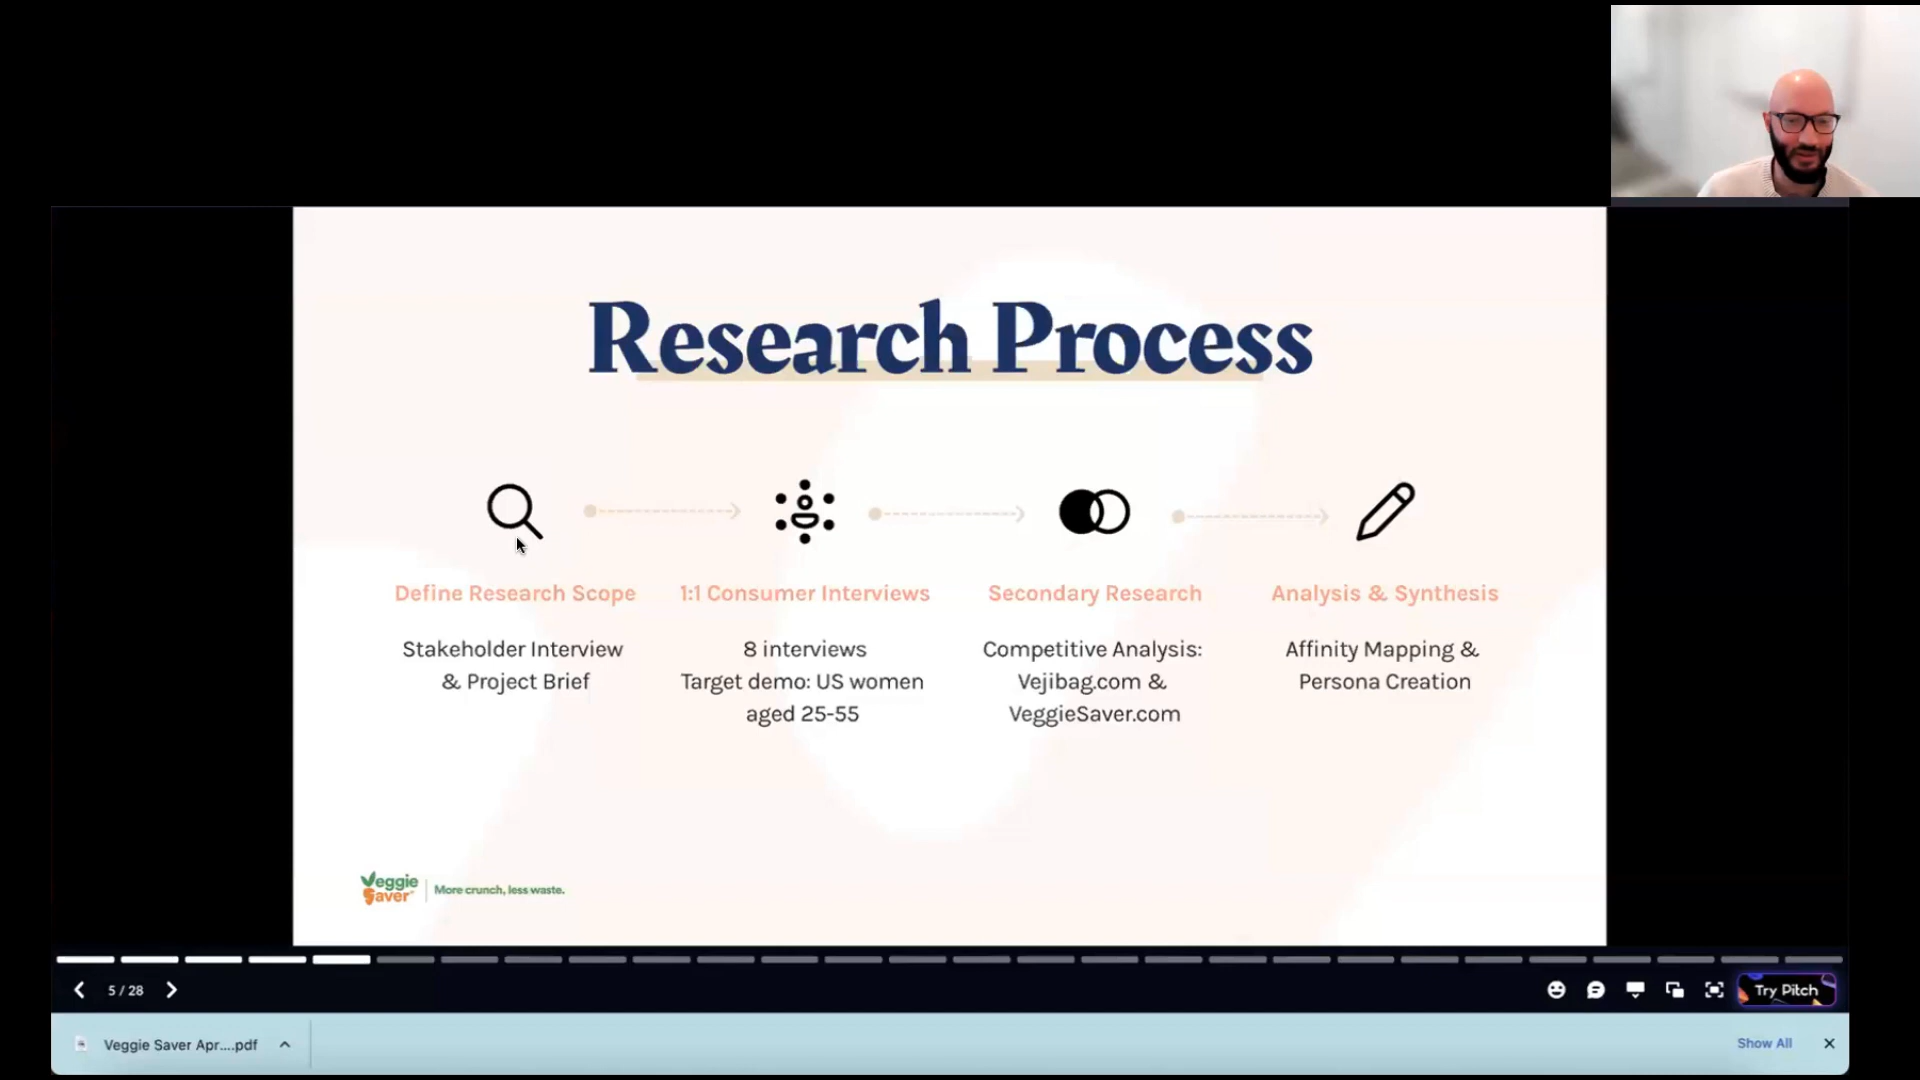 Research Process
Define Research Scope
Stakeholder Interview
& Project Brief
1:1 Consumer Interviews
8 interviews
Target demo: US women
aged 25-55
Secondary Research
Competitive Analysis:
Vejibag.com &
VeggieSaver.com
Analysis & Synthesis
Affinity Mapping &
Persona Creation
Veggie
Saver
More crunch, less waste.
5 / 28
Try Pitch
Veggie Saver Apr....pdf
Show All